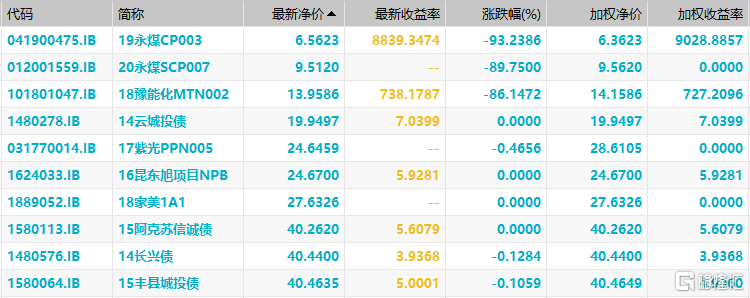 代码 简称 最新净价 最新收益率 涨跌幅(%) 加权净价 加权收益率
041900475.IB 19永煤CP003 6.5623 8839.3474 -93.2386 6.3623 9028.8857
012001559.IB 20永煤SCP007 9.5120 -- -89.7500 9.5620 0.0000
101801047.IB 18豫能化MTN002 13.9586 738.1787 -86.1472 14.1586 727.2096
1480278.IB 14云城投债 19.9497 7.0399 0.0000 19.9497 7.0399
031770014.IB 17紫光PPN005 24.6459 -- -0.4656 28.6105 0.0000
1624033.IB 16昆东旭项目NPB 24.6700 5.9281 0.0000 24.6700 5.9281
1889052.IB 18家美1A1 27.6326 -- 0.0000 27.6326 0.0000
1580113.IB 15阿克苏信诚债 40.2620 5.6079 0.0000 40.2620 5.6079
1480576.IB 14长兴债 40.4400 3.9368 -0.1284 40.4400 3.9368
1580064.IB 15丰县城投债 40.4635 5.0001 -0.1059 40.4649
格隆汇